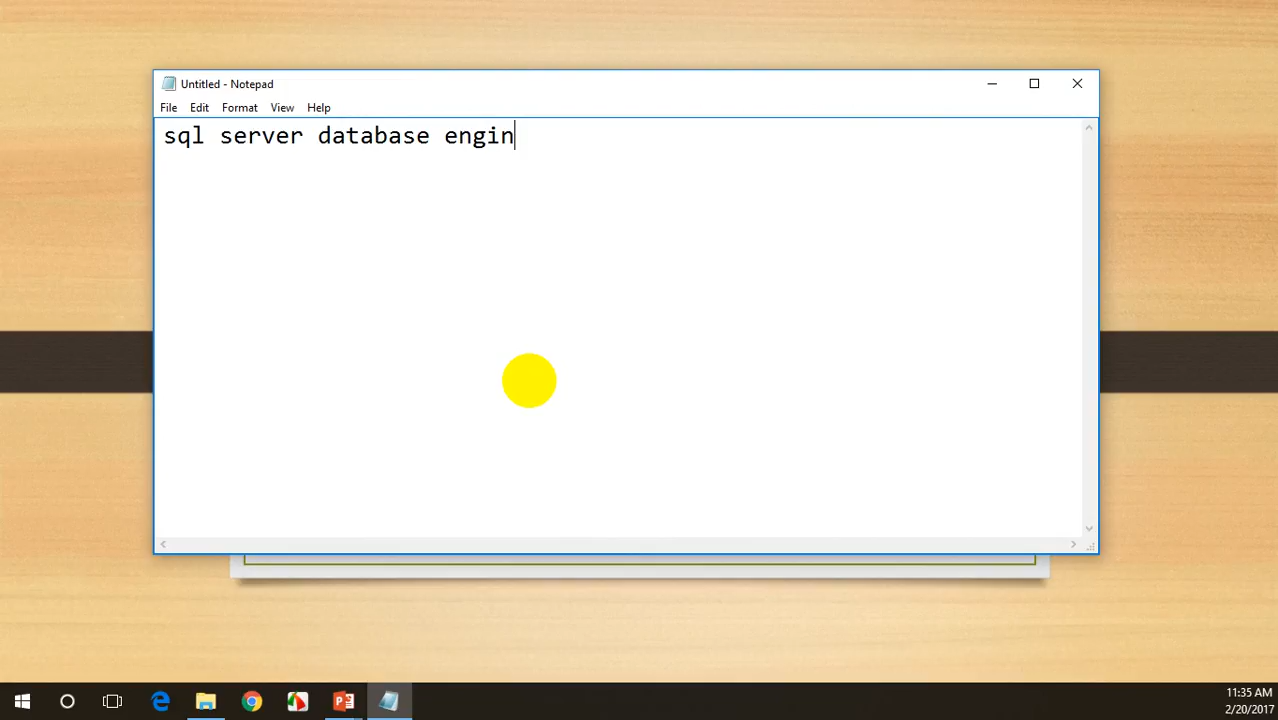 Untitled - Notepad
File Edit Format View Help
sql server database engin
11:35 AM
2/20/2017